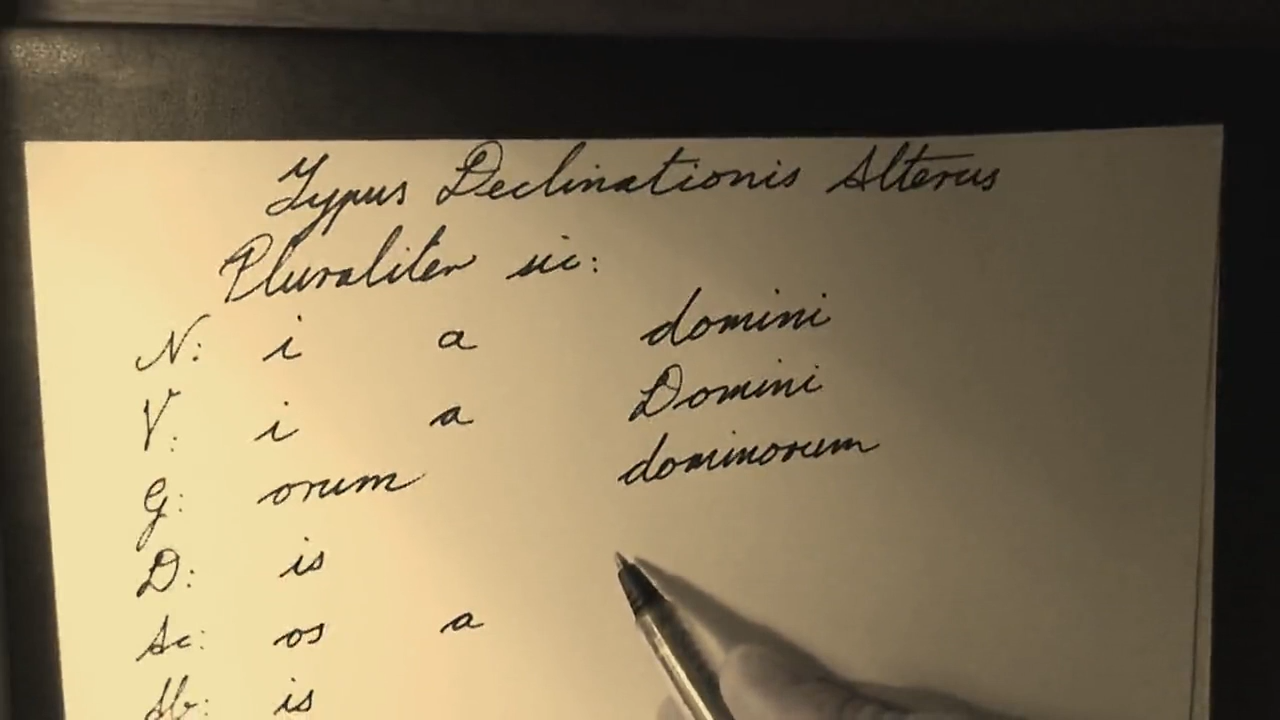 Typus Declinationis Alterus
Pluraliter sic:
N: i a domini
V: i a Domini
G: orum dominorum
D: is
Ac: os a
Ab: is